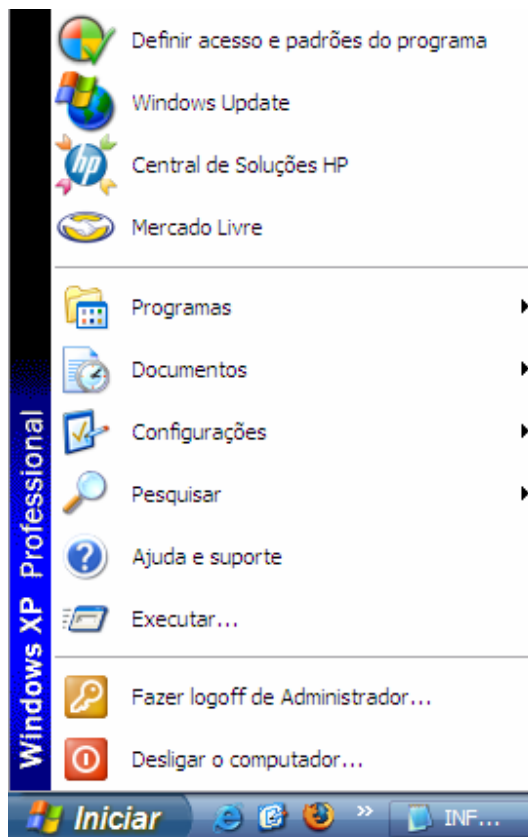 Definir acesso e padrões do programa
Windows Update
Central de Soluções HP
Mercado Livre
Programas
Documentos
Configurações
Pesquisar
Ajuda e suporte
Executar...
Fazer logoff de Administrador...
Desligar o computador...
Windows XP Professional
Iniciar
»
INF...
hp